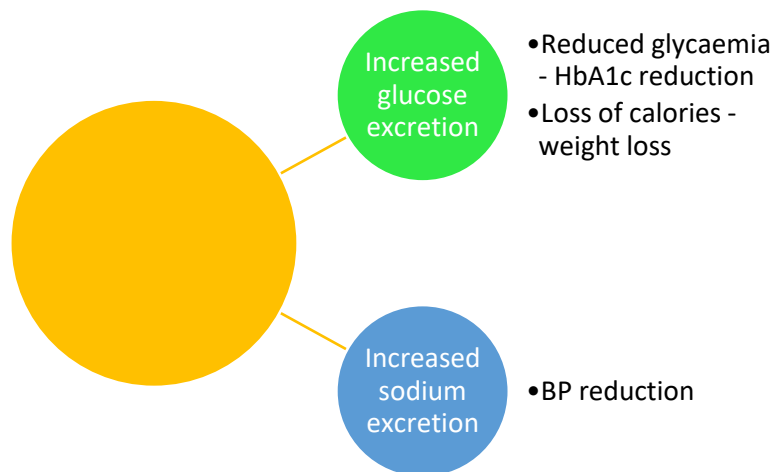 Increased
glucose
excretion
•Reduced glycaemia
- HbA1c reduction
•Loss of calories -
weight loss
Increased
sodium
excretion
•BP reduction